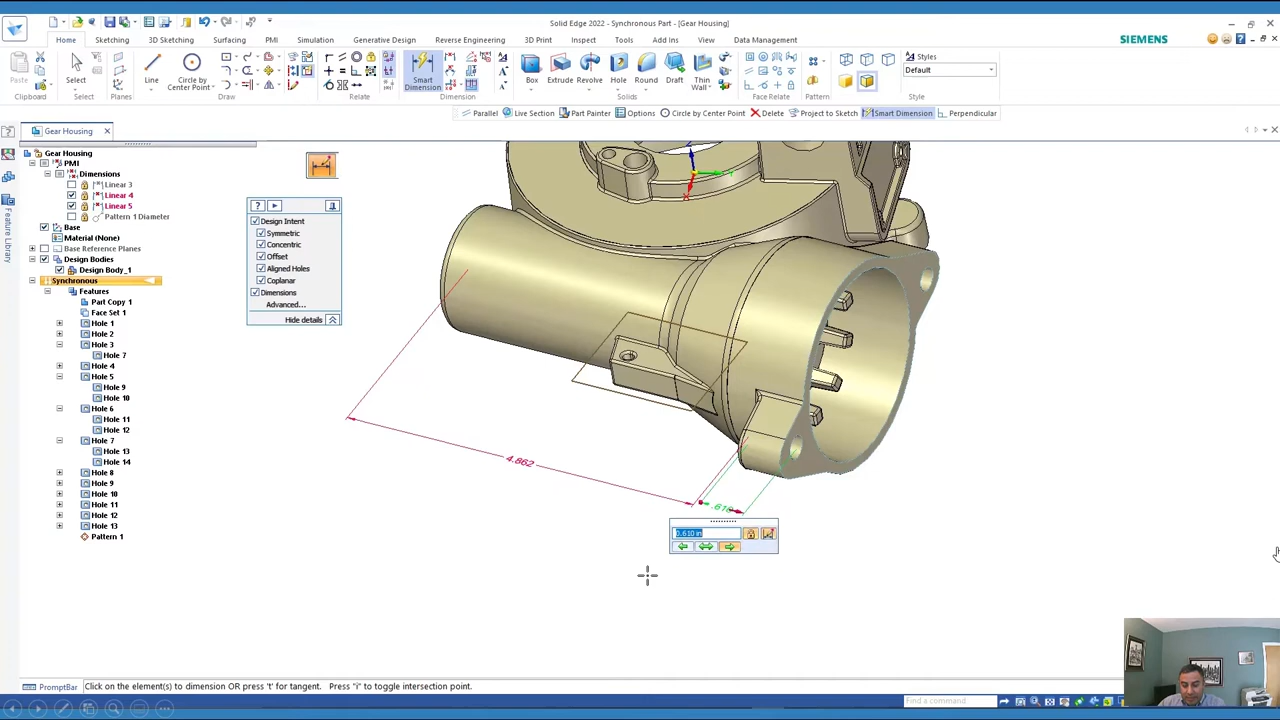 Solid Edge 2022 - Synchronous Part - [Gear Housing]
Home Sketching 3D Sketching Surfacing PMI Simulation Generative Design Reverse Engineering 3D Print Inspect Tools Add Ins View Data Management
SIEMENS
Paste
Clipboard
Select
Select
Planes
Line
Circle by Center
Draw
Relate
Smart Dimension
Dimension
Box
Extrude
Revolve
Hole
Round
Draft
Thin Wall
Solids
Face Relate
Pattern
Styles
Default
Style
Parallel Live Section Part Painter Options Circle by Center Point Delete Project to Sketch Smart Dimension Perpendicular
Gear Housing
Feature Library
Gear Housing
PMI
Dimensions
Linear 3
Linear 4
Linear 5
Pattern 1 Diameter
Base
Material (None)
Base Reference Planes
Design Bodies
Design Body_1
Synchronous
Features
Part Copy 1
Face Set 1
Hole 1
Hole 2
Hole 3
Hole 7
Hole 4
Hole 5
Hole 9
Hole 10
Hole 6
Hole 11
Hole 12
Hole 7
Hole 13
Hole 14
Hole 8
Hole 9
Hole 10
Hole 11
Hole 12
Hole 13
Pattern 1
Design Intent
Symmetric
Concentric
Offset
Aligned Holes
Coplanar
Dimensions
Advanced...
Hide details
4.862
.610
0.610 in
PromptBar Click on the element(s) to dimension OR press 't' for tangent. Press "i" to toggle intersection point.
Find a command